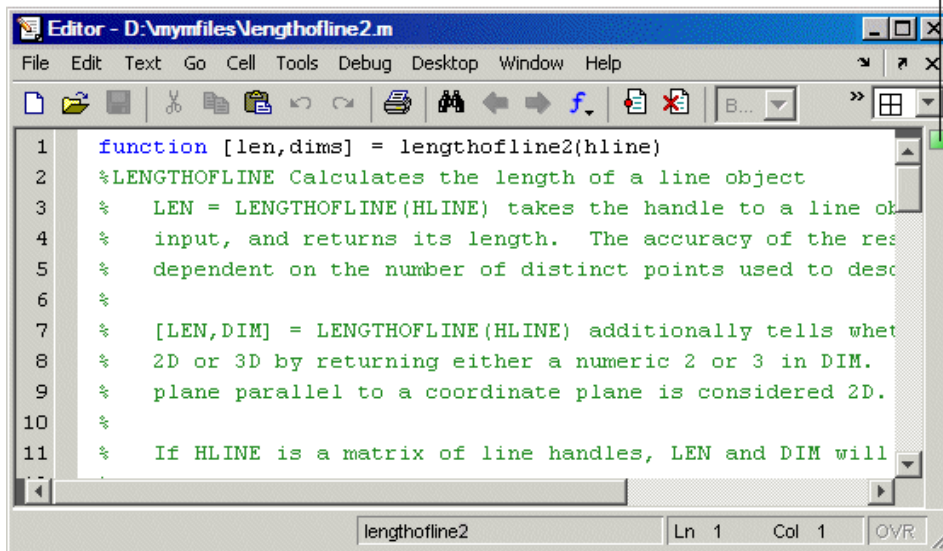 Editor - D:\mymfiles\lengthofline2.m
File Edit Text Go Cell Tools Debug Desktop Window Help
B...
1 function [len,dims] = lengthofline2(hline)
2 %LENGTHOFLINE Calculates the length of a line object
3 % LEN = LENGTHOFLINE(HLINE) takes the handle to a line
4 % input, and returns its length. The accuracy of the
5 % dependent on the number of distinct points used to
6 %
7 % [LEN,DIM] = LENGTHOFLINE(HLINE) additionally tells
8 % 2D or 3D by returning either a numeric 2 or 3 in DIM.
9 % plane parallel to a coordinate plane is considered 2D.
10 %
11 % If HLINE is a matrix of line handles, LEN and DIM will
lengthofline2 Ln 1 Col 1 OVR